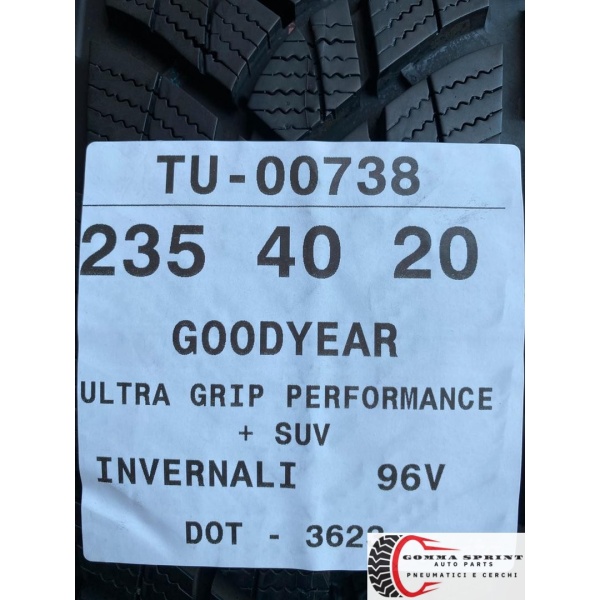 TU-00738
235 40 20
GOODYEAR
ULTRA GRIP PERFORMANCE
+ SUV
INVERNALI 96V
DOT -
GOMMA SPRINT
AUTO PARTS
PNEUMATICI E CERCHI